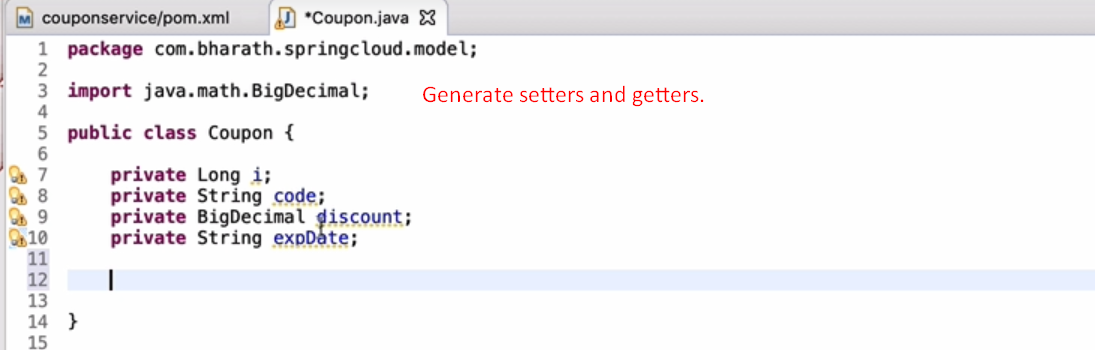 couponservice/pom.xml *Coupon.java
1 package com.bharath.springcloud.model;
2
3 import java.math.BigDecimal; Generate setters and getters.
4
5 public class Coupon {
6
7 private Long i;
8 private String code;
9 private BigDecimal discount;
10 private String expDate;
11
12
13
14 }
15